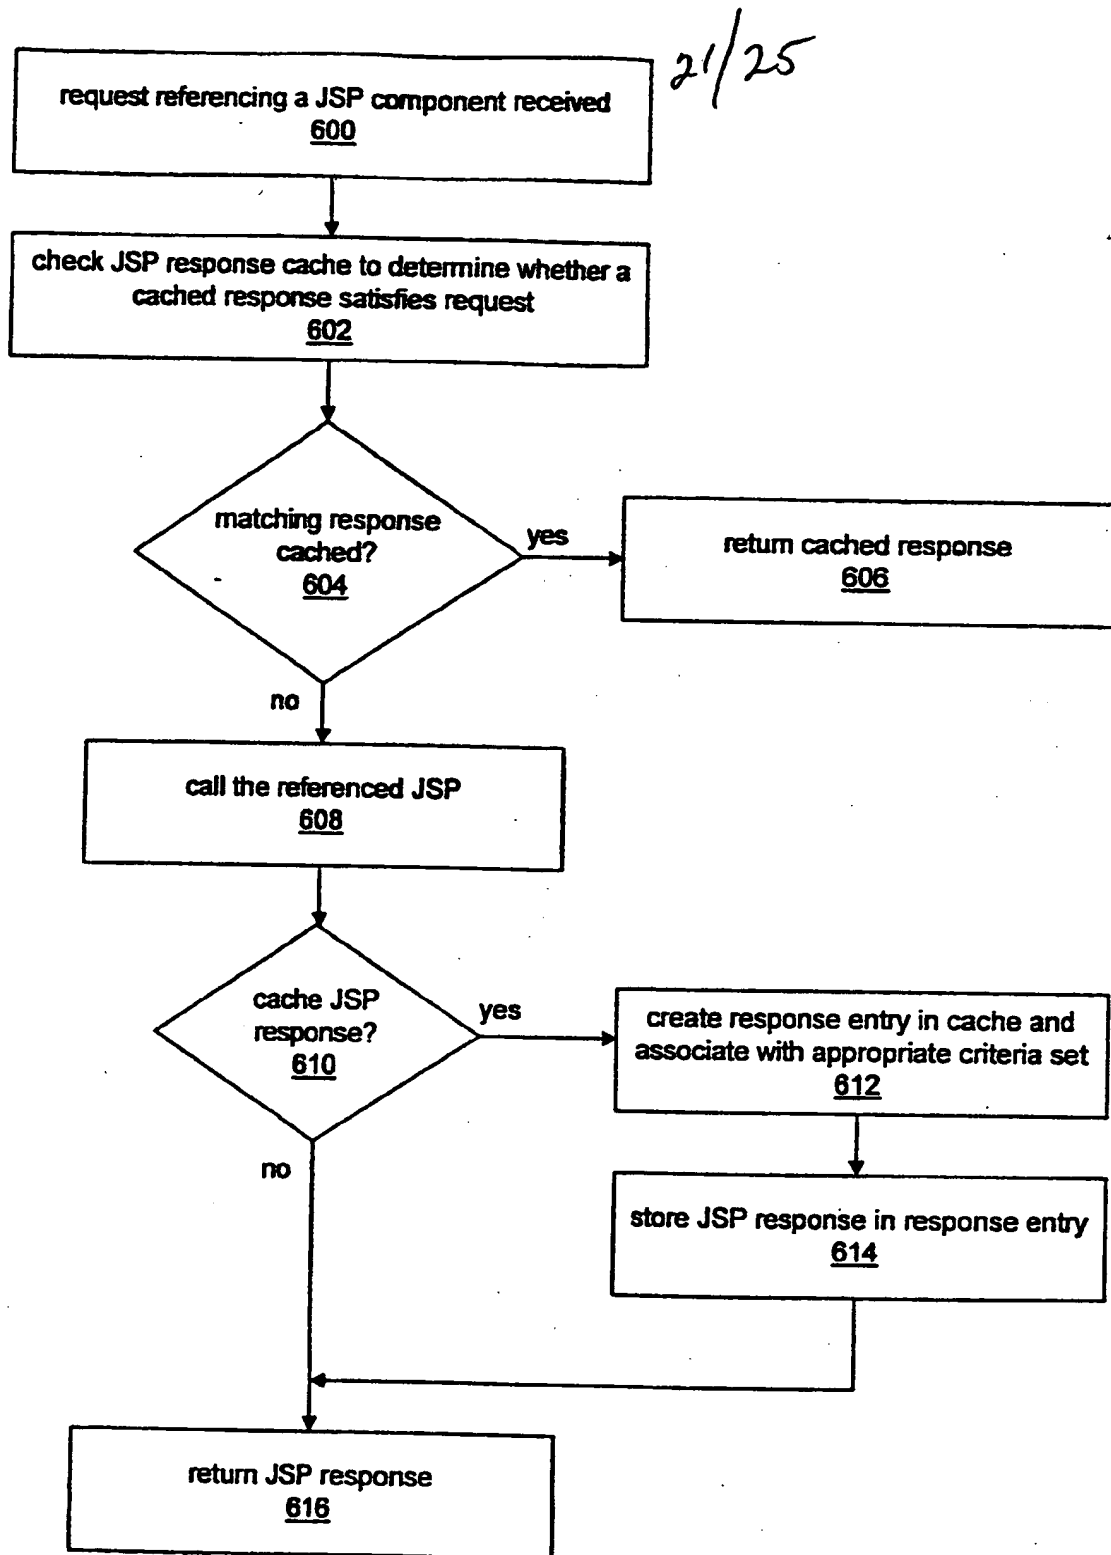 21/25
request referencing a JSP component received
600
check JSP response cache to determine whether a
cached response satisfies request
602
matching response
cached?
604
yes
return cached response
606
no
call the referenced JSP
608
cache JSP
response?
610
yes
create response entry in cache and
associate with appropriate criteria set
612
no
store JSP response in response entry
614
return JSP response
616